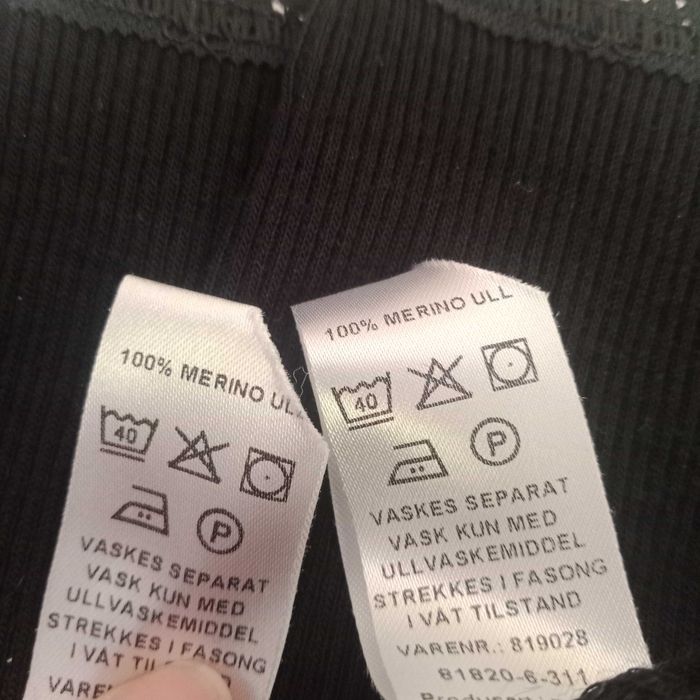 100% MERINO
40
P
VASKES SEPARAT
VASK KUN MED
ULLVASKEMIDDEL
STREKKES I FASONG
I VÅT
100% MERINO ULL
40
P
VASKES SEPARAT
VASK KUN MED
ULLVASKEMIDDEL
STREKKES I FASONG
I VÅT TILSTAND
VARENR.: 819028
81820-6-311